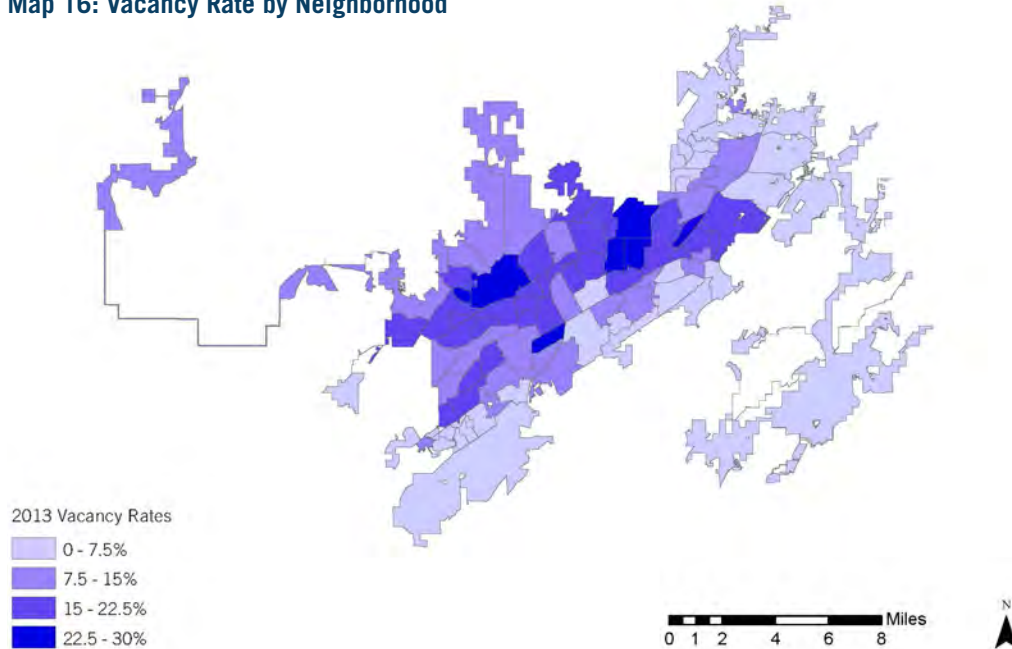 Map 16: Vacancy Rate by Neighborhood
2013 Vacancy Rates
0 - 7.5%
7.5 - 15%
15 - 22.5%
22.5 - 30%
Miles
0 1 2 4 6 8
N